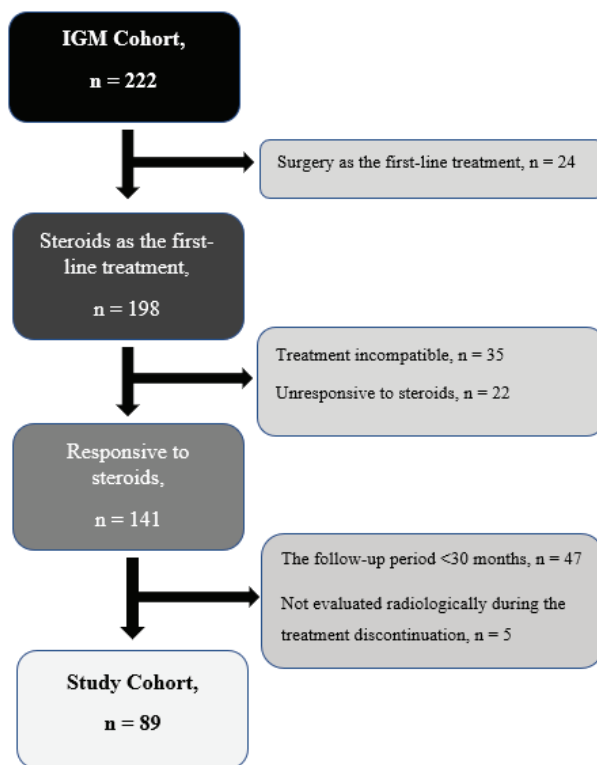 IGM Cohort,
n = 222
Surgery as the first-line treatment, n = 24
Steroids as the first-
line treatment,
n = 198
Treatment incompatible, n = 35
Unresponsive to steroids, n = 22
Responsive to
steroids,
n = 141
The follow-up period <30 months, n = 47
Not evaluated radiologically during the
treatment discontinuation, n = 5
Study Cohort,
n = 89